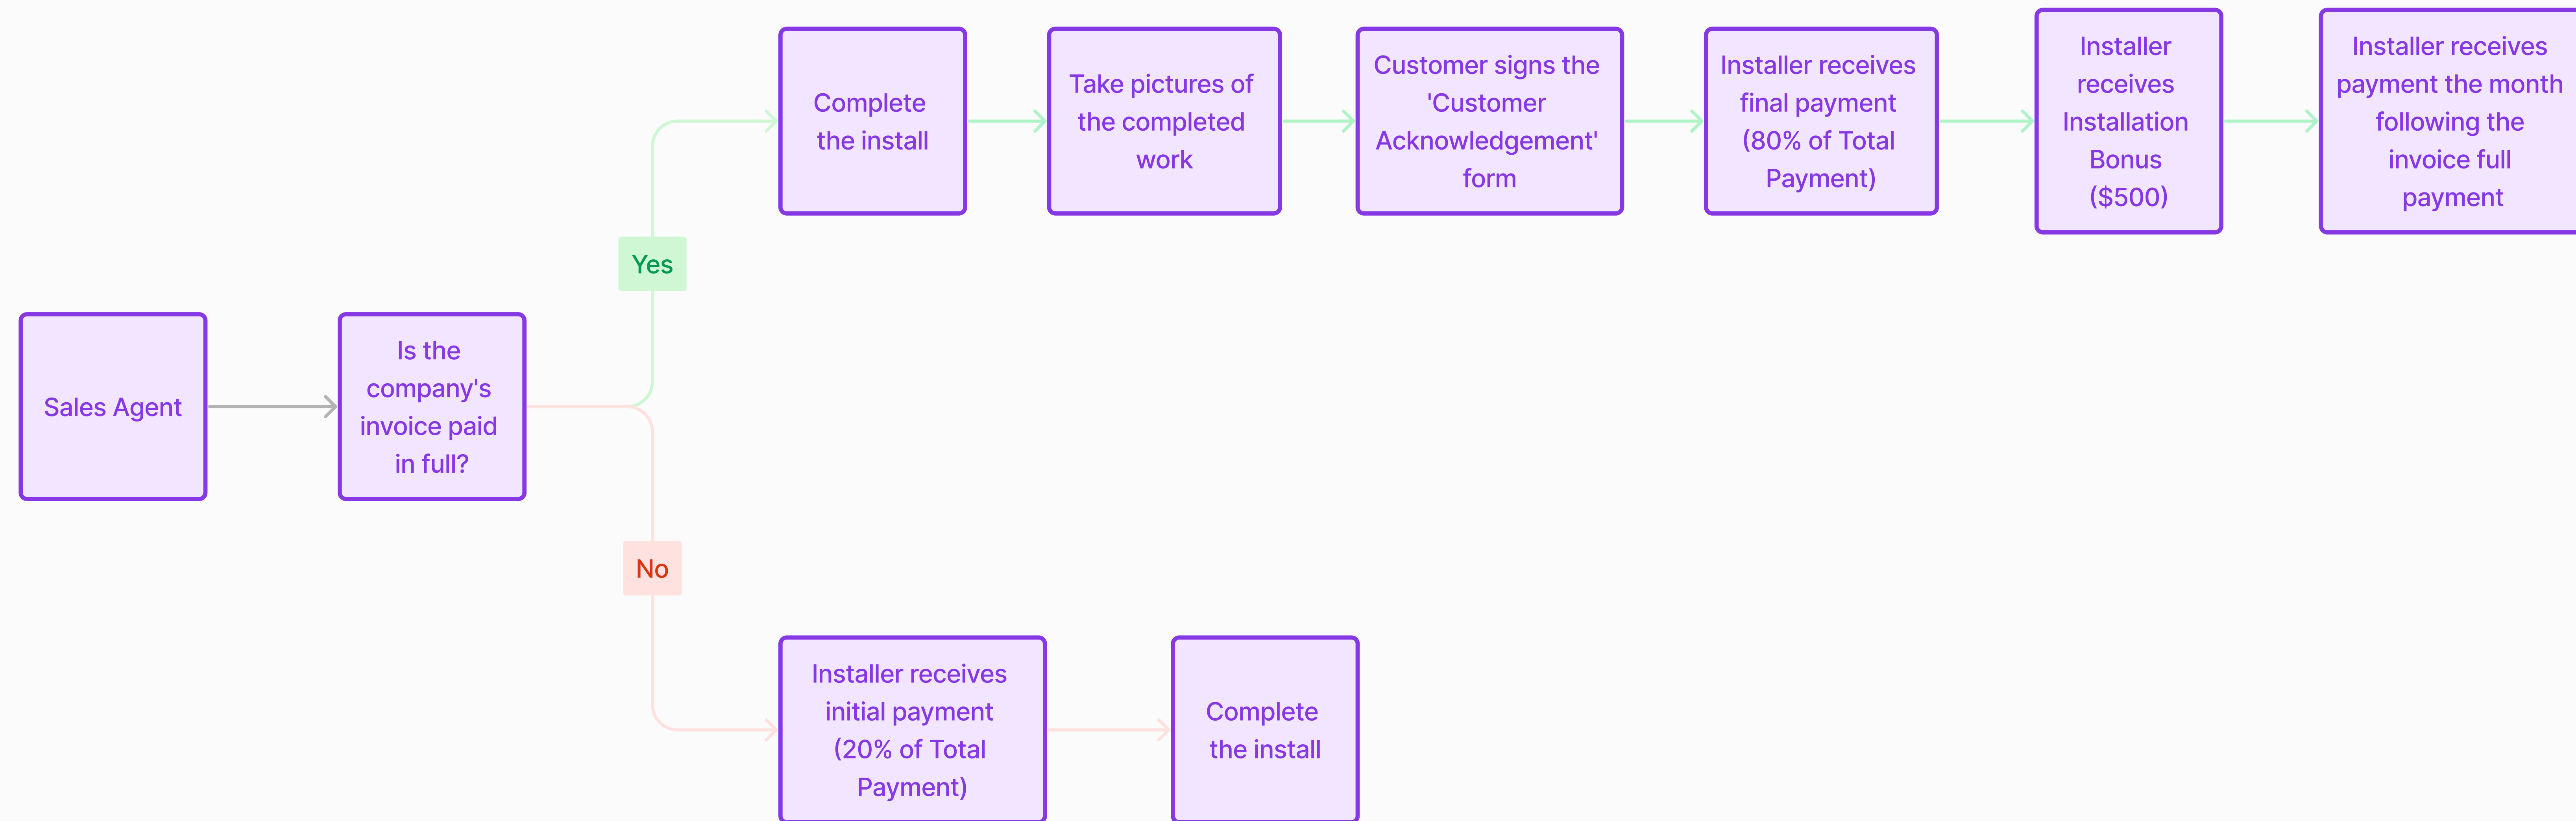 Sales Agent
Is the
company's
invoice paid
in full?
Yes
Complete
the install
Take pictures of
the completed
work
Customer signs the
'Customer
Acknowledgement'
form
Installer receives
final payment
(80% of Total
Payment)
Installer
receives
Installation
Bonus
($500)
Installer receives
payment the month
following the
invoice full
payment
No
Installer receives
initial payment
(20% of Total
Payment)
Complete
the install